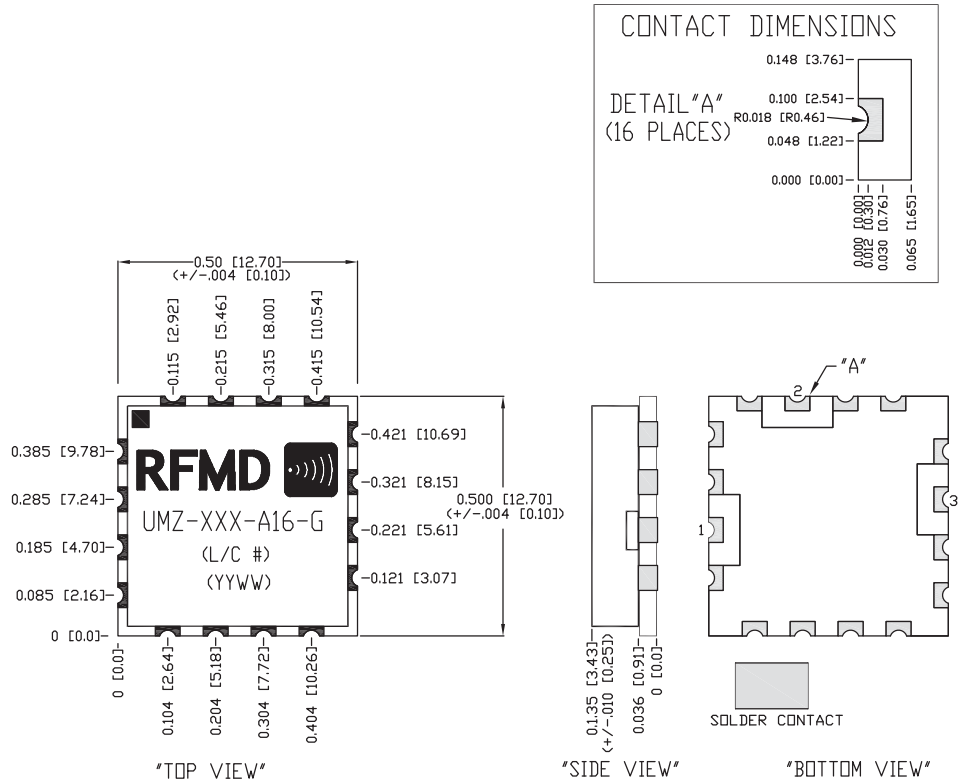 CONTACT DIMENSIONS
DETAIL"A"
(16 PLACES)
0.148 [3.76]
0.100 [2.54]
R0.018 [R0.46]
0.048 [1.22]
0.000 [0.00]
0.000 [0.00]
0.012 [0.30]
0.030 [0.76]
0.065 [1.65]
0.50 [12.70]
(+/-.004 [0.10])
0.115 [2.92]
0.215 [5.46]
0.315 [8.00]
0.415 [10.54]
0.385 [9.78]
0.285 [7.24]
0.185 [4.70]
0.085 [2.16]
0 [0.0]
RFMD
UMZ-XXX-A16-G
(L/C #)
(YYWW)
0.421 [10.69]
0.321 [8.15]
0.221 [5.61]
0.121 [3.07]
0.500 [12.70]
(+/-.004 [0.10])
0 [0.0]
0.104 [2.64]
0.204 [5.18]
0.304 [7.72]
0.404 [10.26]
"TOP VIEW"
0.135 [3.43]
(+/-.010 [0.25])
0.036 [0.91]
0 [0.0]
"SIDE VIEW"
"A"
2
1
3
SOLDER CONTACT
"BOTTOM VIEW"